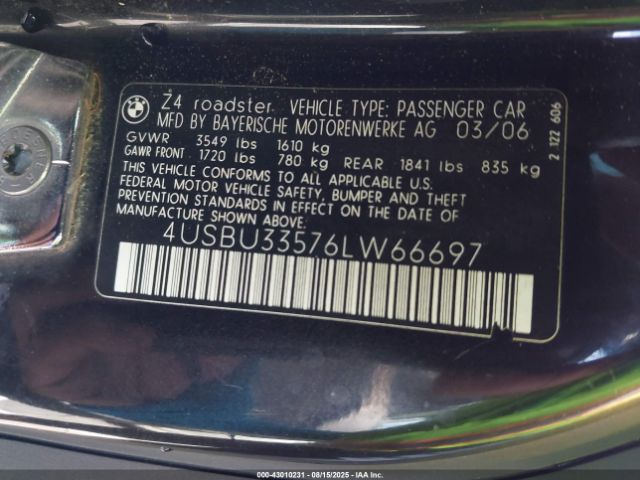 Z4 roadster VEHICLE TYPE: PASSENGER CAR
MFD BY BAYERISCHE MOTORENWERKE AG 03/06
GVWR 3549 lbs 1610 kg
GAWR FRONT 1720 lbs 780 kg REAR 1841 lbs 835 kg
THIS VEHICLE CONFORMS TO ALL APPLICABLE U.S.
FEDERAL MOTOR VEHICLE SAFETY, BUMPER AND THEFT
PREVENTION STANDARDS IN EFFECT ON THE DATE OF
MANUFACTURE SHOWN ABOVE:
4USBU33576LW66697
2 122 606
00-43010231 - 08/15/2025 - IAA Inc.